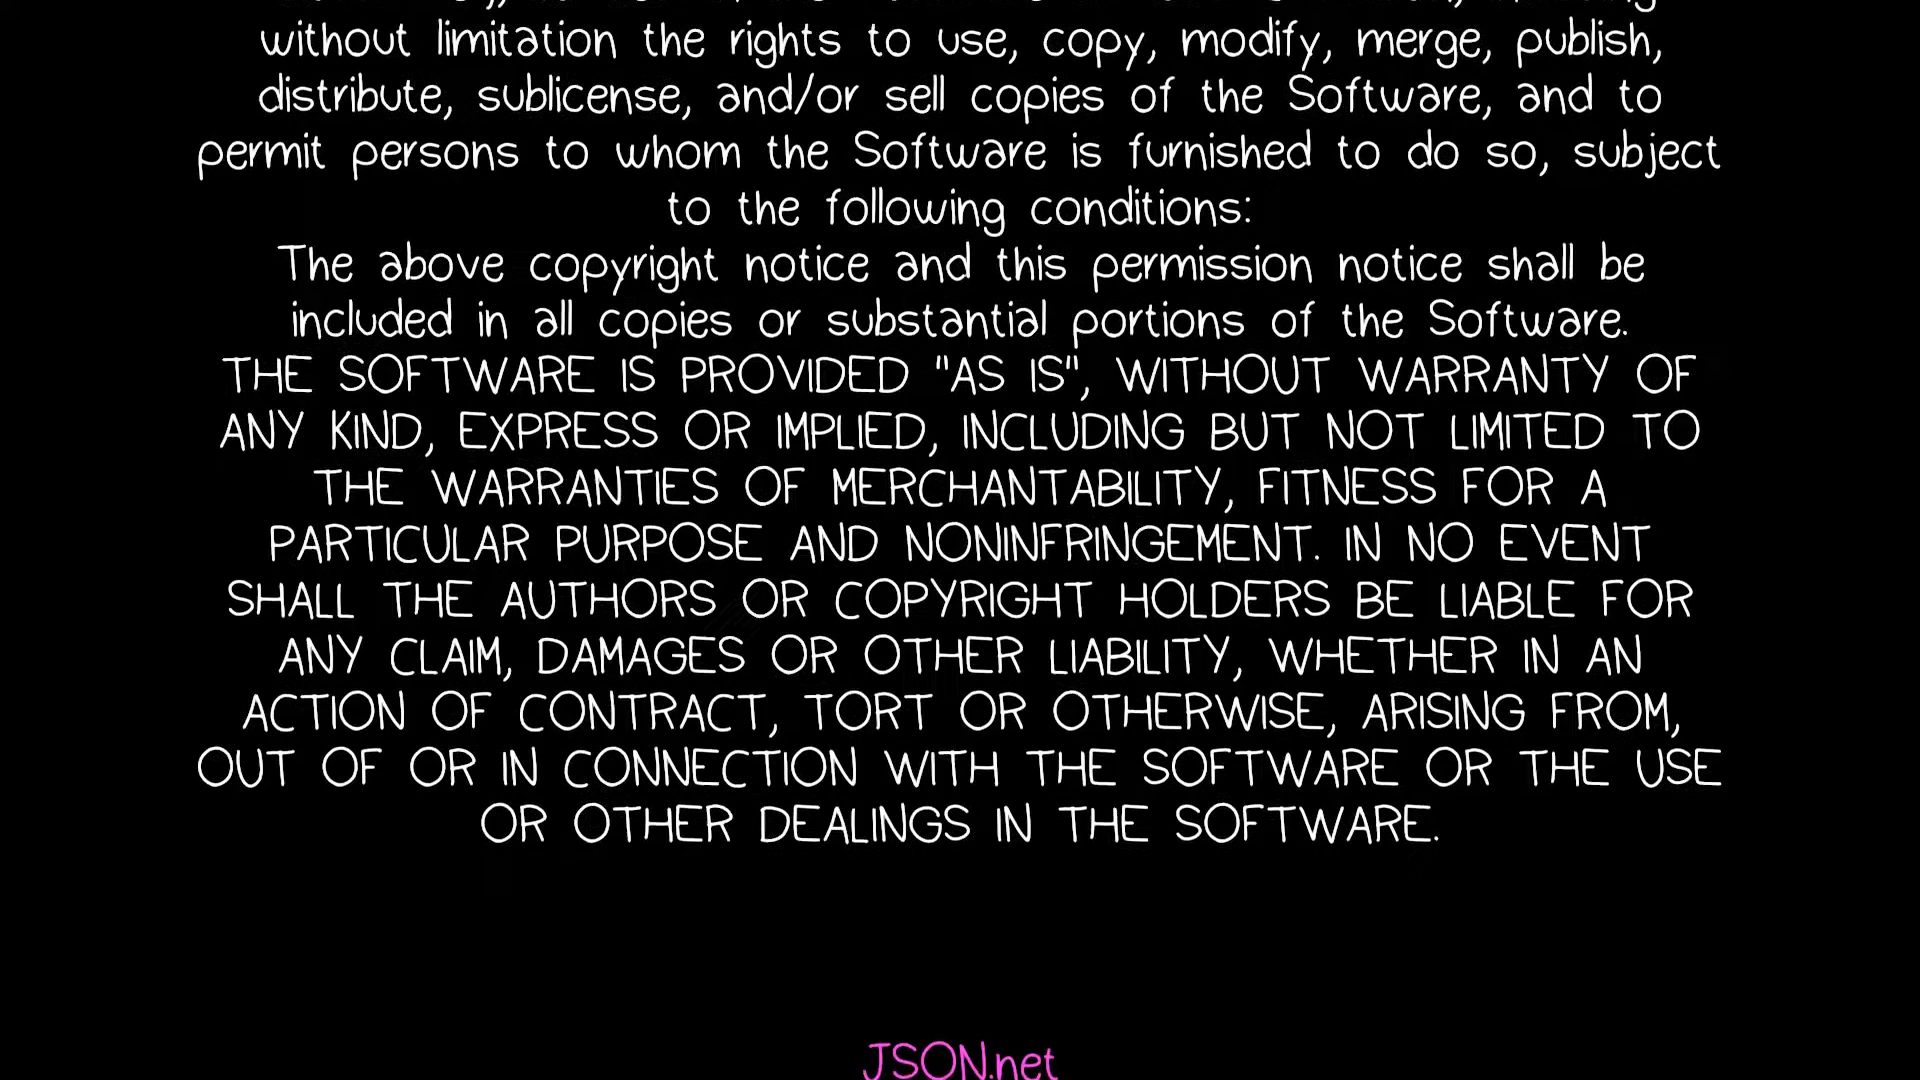 without limitation the rights to use, copy, modify, merge, publish,
distribute, sublicense, and/or sell copies of the Software, and to
permit persons to whom the Software is furnished to do so, subject
to the following conditions:
The above copyright notice and this permission notice shall be
included in all copies or substantial portions of the Software.
THE SOFTWARE IS PROVIDED "AS IS", WITHOUT WARRANTY OF
ANY KIND, EXPRESS OR IMPLIED, INCLUDING BUT NOT LIMITED TO
THE WARRANTIES OF MERCHANTABILITY, FITNESS FOR A
PARTICULAR PURPOSE AND NONINFRINGEMENT. IN NO EVENT
SHALL THE AUTHORS OR COPYRIGHT HOLDERS BE LIABLE FOR
ANY CLAIM, DAMAGES OR OTHER LIABILITY, WHETHER IN AN
ACTION OF CONTRACT, TORT OR OTHERWISE, ARISING FROM,
OUT OF OR IN CONNECTION WITH THE SOFTWARE OR THE USE
OR OTHER DEALINGS IN THE SOFTWARE.
JSON.net